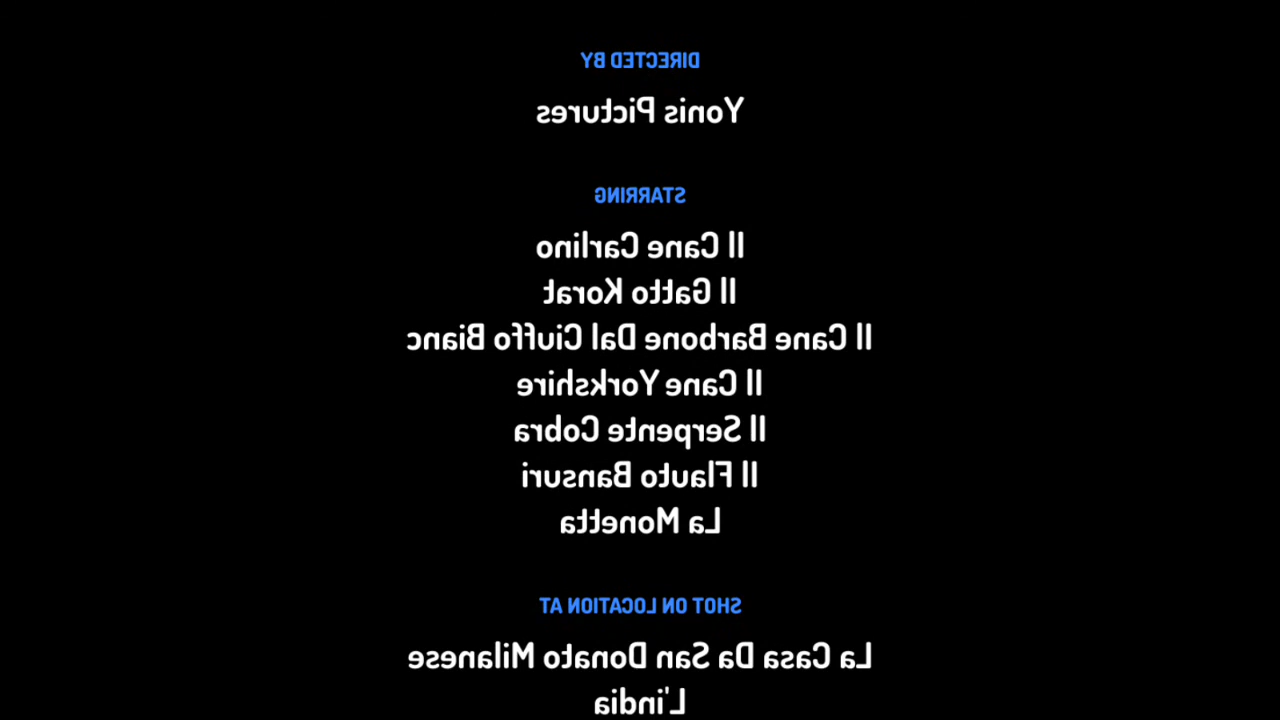 DIRECTED BY
Yonis Pictures
STARRING
Il Cane Carlino
Il Gatto Korat
Il Cane Barbone Dal Ciuffo Bianc
Il Cane Yorkshire
Il Serpente Cobra
Il Flauto Bansuri
La Monetta
SHOT ON LOCATION AT
La Casa Da San Donato Milanese
L'india